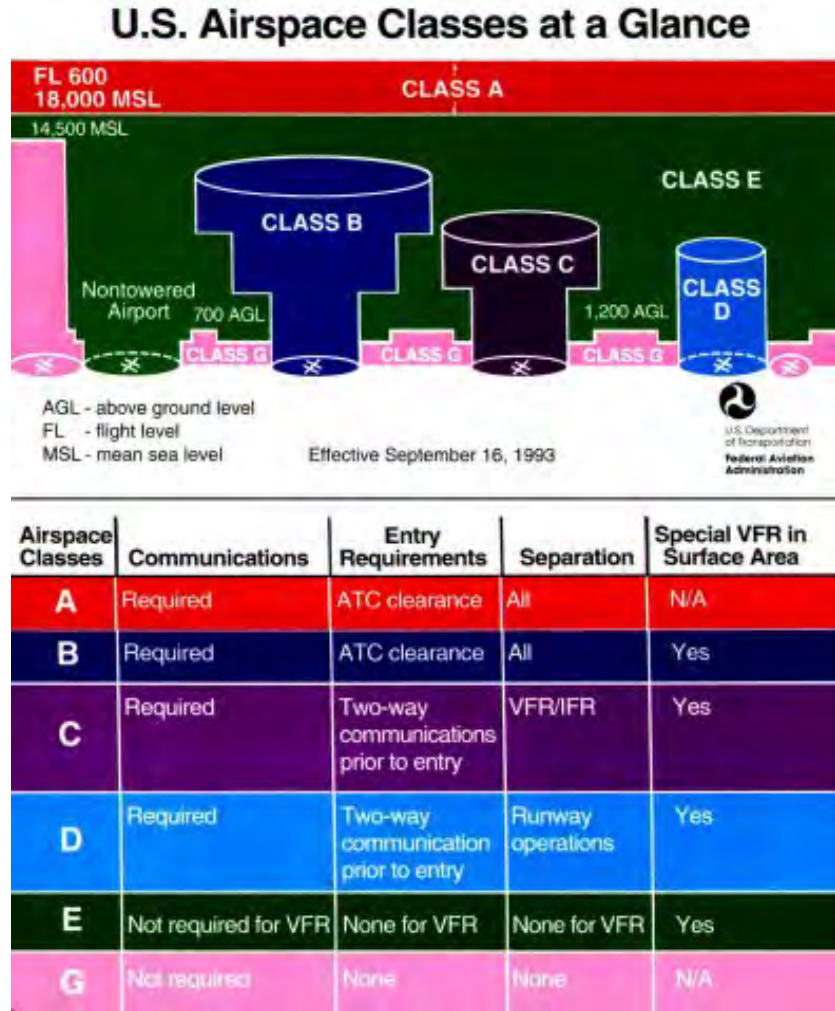 U.S. Airspace Classes at a Glance
FL 600
18,000 MSL
CLASS A
14,500 MSL
CLASS E
CLASS B
CLASS C
CLASS D
Nontowered
Airport
700 AGL
1,200 AGL
CLASS G
CLASS G
CLASS G
AGL - above ground level
FL - flight level
MSL - mean sea level
Effective September 16, 1993
U.S. Department
of Transportation
Federal Aviation
Administration
Airspace Classes Communications Entry Requirements Separation Special VFR in Surface Area
A Required ATC clearance All N/A
B Required ATC clearance All Yes
C Required Two-way communications prior to entry VFR/IFR Yes
D Required Two-way communication prior to entry Runway operations Yes
E Not required for VFR None for VFR None for VFR Yes
G Not required None None N/A